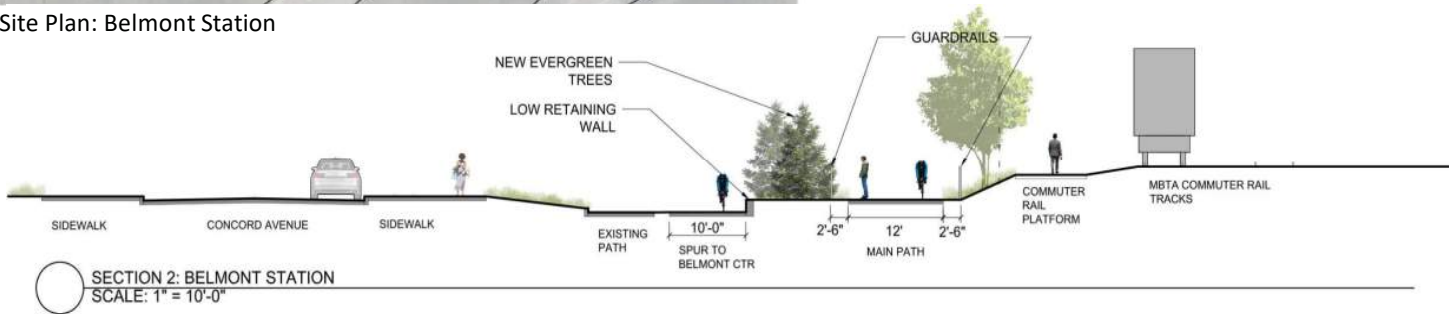 Site Plan: Belmont Station
GUARDRAILS
NEW EVERGREEN
TREES
LOW RETAINING
WALL
SIDEWALK
CONCORD AVENUE
SIDEWALK
EXISTING
PATH
10'-0"
SPUR TO
BELMONT CTR
2'-6"
12'
2'-6"
MAIN PATH
COMMUTER
RAIL
PLATFORM
MBTA COMMUTER RAIL
TRACKS
SECTION 2: BELMONT STATION
SCALE: 1" = 10'-0"